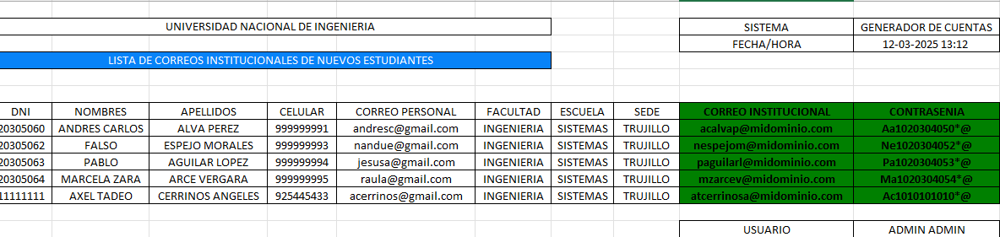 UNIVERSIDAD NACIONAL DE INGENIERIA SISTEMA GENERADOR DE CUENTAS
FECHA/HORA 12-03-2025 13:12
LISTA DE CORREOS INSTITUCIONALES DE NUEVOS ESTUDIANTES
DNI NOMBRES APELLIDOS CELULAR CORREO PERSONAL FACULTAD ESCUELA SEDE CORREO INSTITUCIONAL CONTRASENIA
20305060 ANDRES CARLOS ALVA PEREZ 999999991 andresc@gmail.com INGENIERIA SISTEMAS TRUJILLO acalvap@midominio.com Aa1020304050*@
20305062 FALSO ESPEJO MORALES 999999993 nandue@gmail.com INGENIERIA SISTEMAS TRUJILLO nespejom@midominio.com Ne1020304052*@
20305063 PABLO AGUILAR LOPEZ 999999994 jesusa@gmail.com INGENIERIA SISTEMAS TRUJILLO paguilarl@midominio.com Pa1020304053*@
20305064 MARCELA ZARA ARCE VERGARA 999999995 raula@gmail.com INGENIERIA SISTEMAS TRUJILLO mzarcev@midominio.com Ma1020304054*@
11111111 AXEL TADEO CERRINOS ANGELES 925445433 acerrinos@gmail.com INGENIERIA SISTEMAS TRUJILLO atcerrinosa@midominio.com Ac1010101010*@
USUARIO ADMIN ADMIN